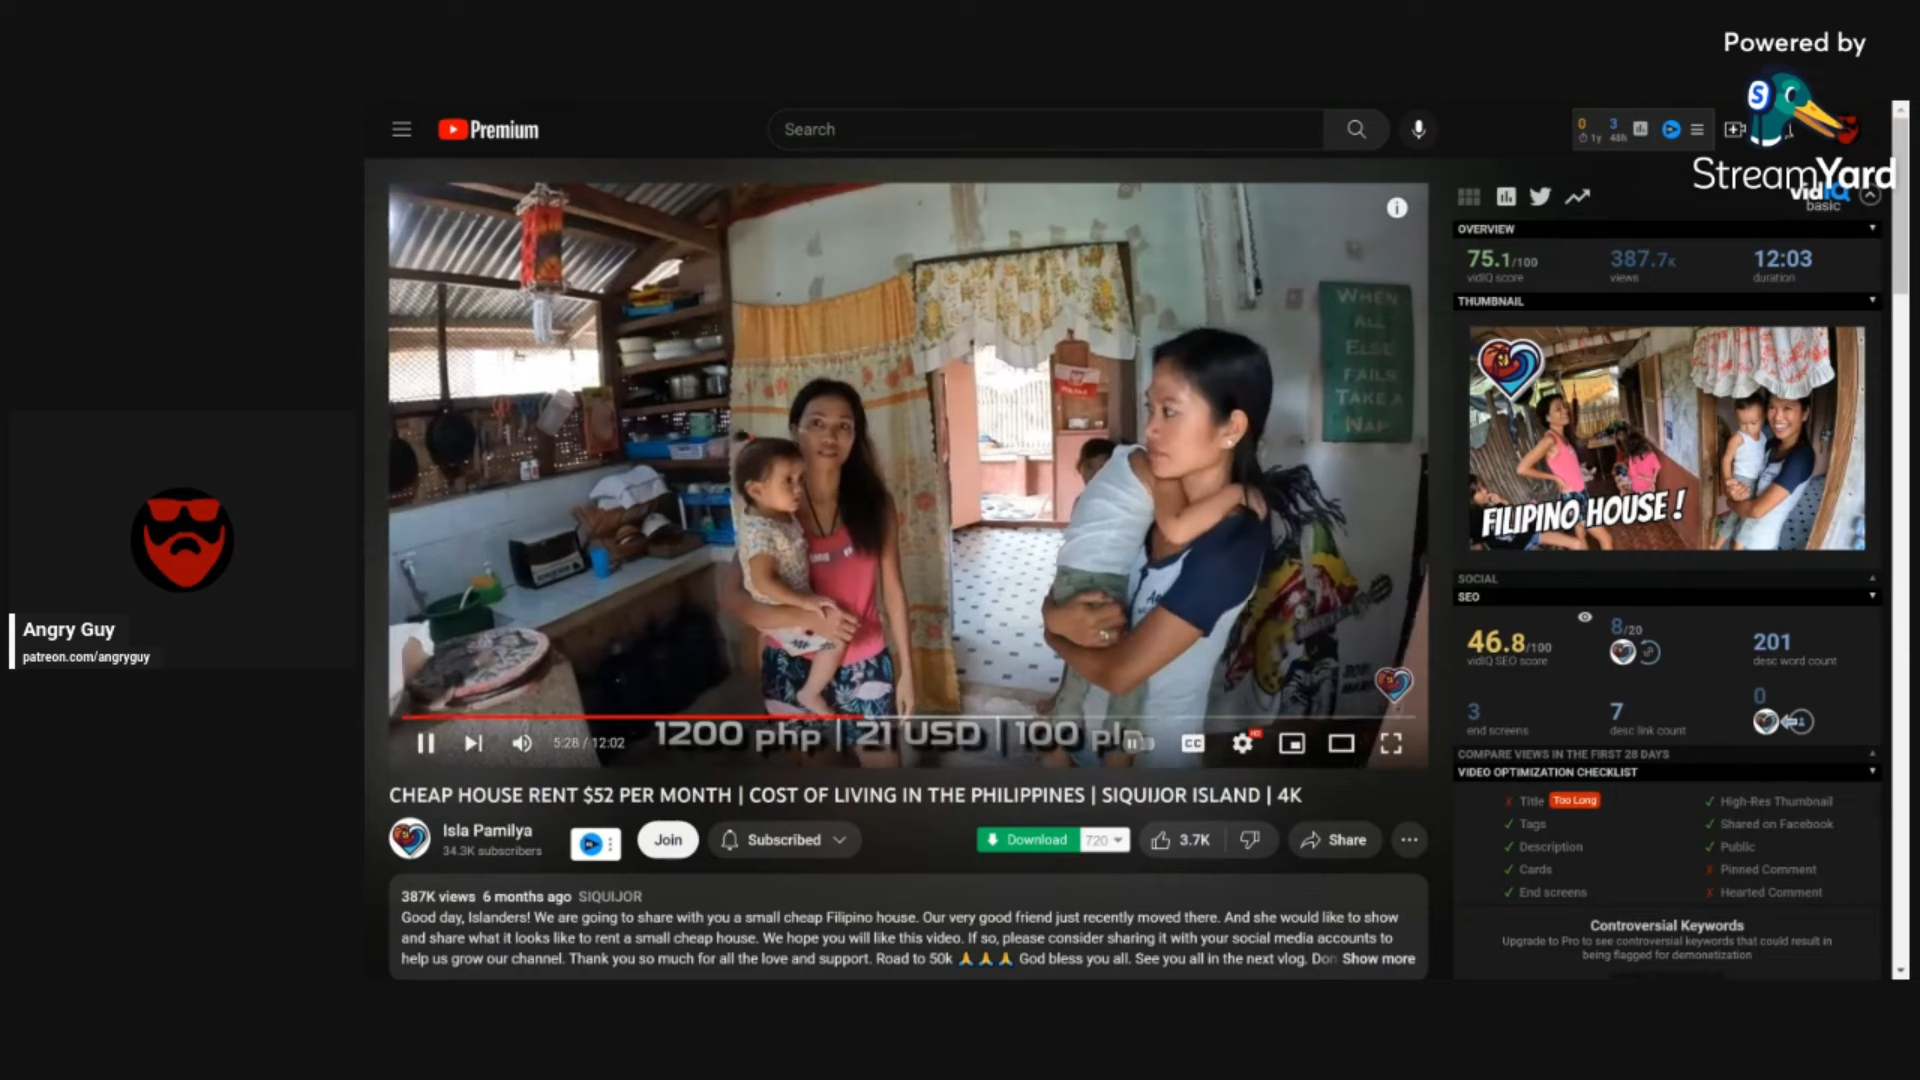 Powered by
StreamYard
Premium
Search
0
3
1y
48h
vidIQ
basic
WHEN
ALL
ELSE
FAILS
TAKE A
NAP
BOB
1200 php | 21 USD | 100 pln
5:28 / 12:02
CC
HD
CHEAP HOUSE RENT $52 PER MONTH | COST OF LIVING IN THE PHILIPPINES | SIQUIJOR ISLAND | 4K
Isla Pamilya
34.3K subscribers
Join
Subscribed
Download
720
3.7K
Share
387K views 6 months ago SIQUIJOR
Good day, Islanders! We are going to share with you a small cheap Filipino house. Our very good friend just recently moved there. And she would like to show
and share what it looks like to rent a small cheap house. We hope you will like this video. If so, please consider sharing it with your social media accounts to
help us grow our channel. Thank you so much for all the love and support. Road to 50k 🙏 🙏 🙏 God bless you all. See you all in the next vlog. Don Show more
Angry Guy
patreon.com/angryguy
OVERVIEW
75.1/100
vidIQ score
387.7K
views
12:03
duration
THUMBNAIL
FILIPINO HOUSE !
SOCIAL
SEO
46.8/100
vidIQ SEO score
8/20
201
desc word count
3
end screens
7
desc link count
0
COMPARE VIEWS IN THE FIRST 28 DAYS
VIDEO OPTIMIZATION CHECKLIST
✗ Title Too Long
✓ High-Res Thumbnail
✓ Tags
✓ Shared on Facebook
✓ Description
✓ Public
✓ Cards
✗ Pinned Comment
✓ End screens
✗ Hearted Comment
Controversial Keywords
Upgrade to Pro to see controversial keywords that could result in
being flagged for demonetization